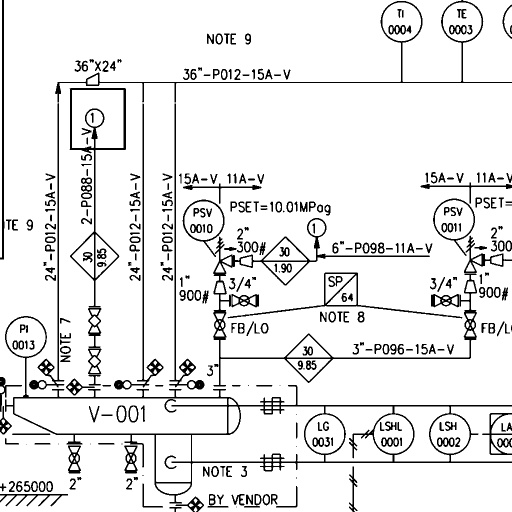 TI
0004
TE
0003
NOTE 9
36"X24"
36"-P012-15A-V
1
24"-P012-15A-V
2-P088-15A-V
24"-P012-15A-V
24"-P012-15A-V
15A-V
11A-V
15A-V
11A-V
PSV
0010
PSET=10.01MPag
1
PSV
0011
PSET=
TE 9
2"
300#
30
1.90
6"-P098-11A-V
2"
300#
30
9.85
1"
900#
3/4"
SP
64
3/4"
1"
900#
FB/LO
NOTE 8
FB/LO
PI
0013
NOTE 7
3"
30
9.85
3"-P096-15A-V
V-001
LG
0031
LSHL
0001
LSH
0002
LA
2"
2"
NOTE 3
+265000
BY VENDOR